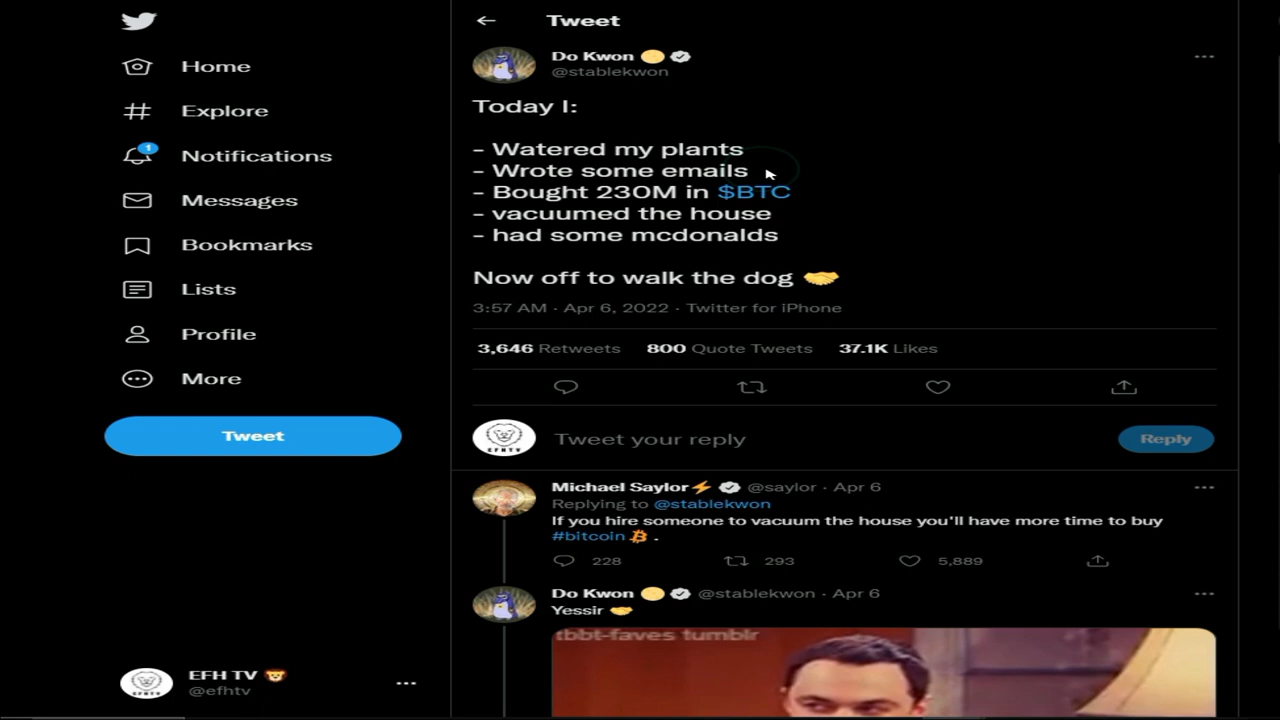 Tweet
Home
Explore
1
Notifications
Messages
Bookmarks
Lists
Profile
More
Tweet
EFH TV 🦁
@efhtv
Do Kwon 🌕
@stablekwon
Today I:
- Watered my plants
- Wrote some emails
- Bought 230M in $BTC
- vacuumed the house
- had some mcdonalds
Now off to walk the dog 🤝
3:57 AM · Apr 6, 2022 · Twitter for iPhone
3,646 Retweets 800 Quote Tweets 37.1K Likes
EFHTV
Tweet your reply
Reply
Michael Saylor⚡ @saylor · Apr 6
Replying to @stablekwon
If you hire someone to vacuum the house you'll have more time to buy
#bitcoin ₿ .
228 293 5,889
Do Kwon 🌕 @stablekwon · Apr 6
Yessir 🤝
tbbt-faves tumblr
EFHTV